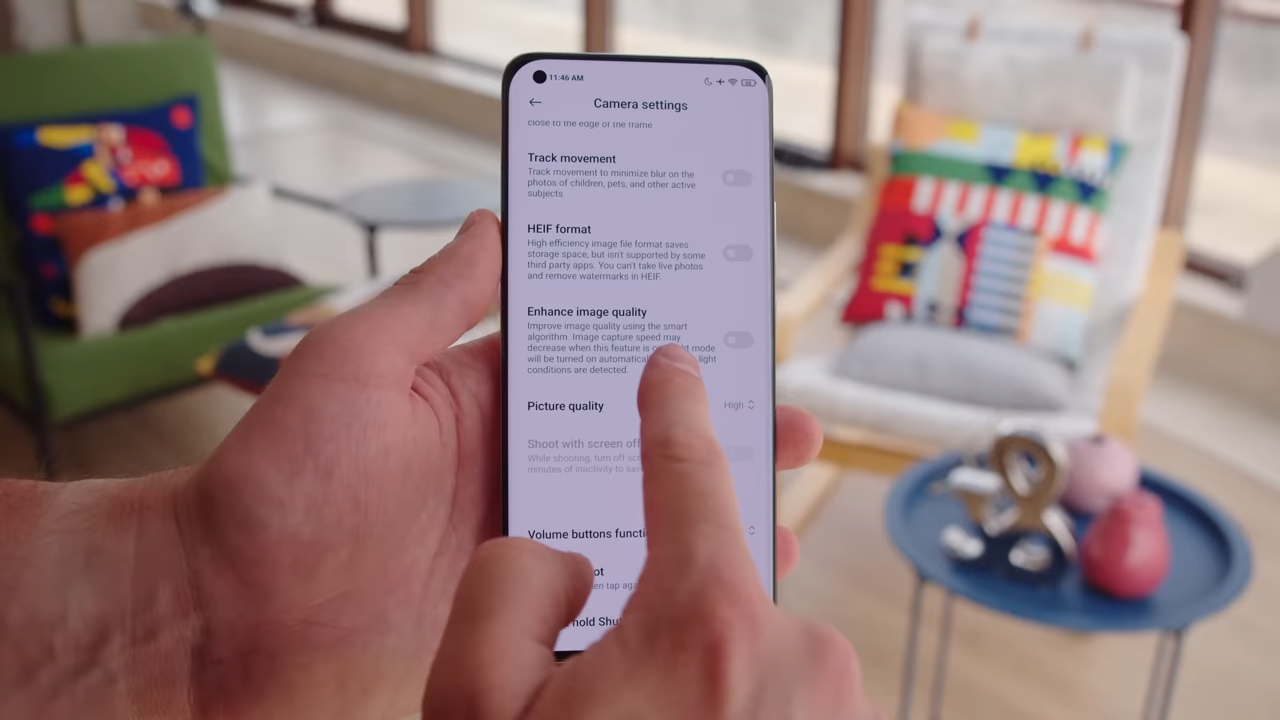 11:46 AM
Camera settings
close to the edge of the frame
Track movement
Track movement to minimize blur on the
photos of children, pets, and other active
subjects.
HEIF format
High efficiency image file format saves
storage space, but isn't supported by some
third party apps. You can't take live photos
and remove watermarks in HEIF.
Enhance image quality
Improve image quality using the smart
algorithm. Image capture speed may
decrease when this feature is on. mode
will be turned on light
conditions are detected.
Picture quality
High
Shoot with screen off
While shooting, turn off
minutes of inactivity to
Volume buttons
tap
hold